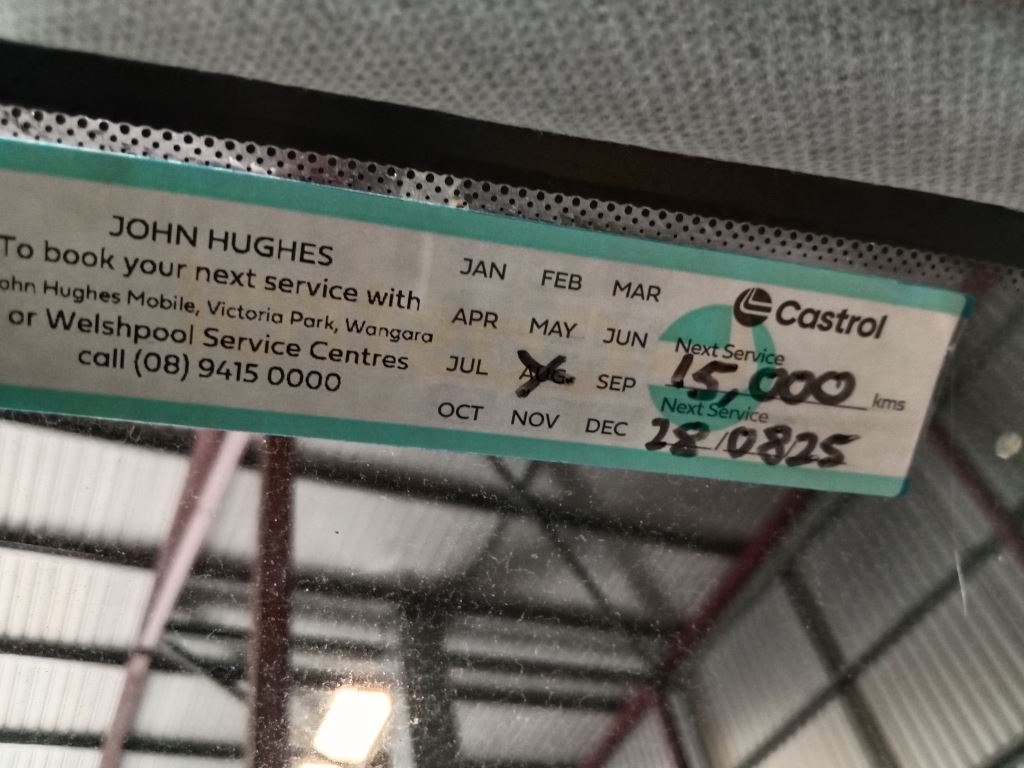 JOHN HUGHES
To book your next service with
ohn Hughes Mobile, Victoria Park, Wangara
or Welshpool Service Centres
call (08) 9415 0000
JAN FEB MAR
APR MAY JUN
JUL AUG SEP
OCT NOV DEC
Castrol
Next Service
15,000 kms
Next Service
28/0825